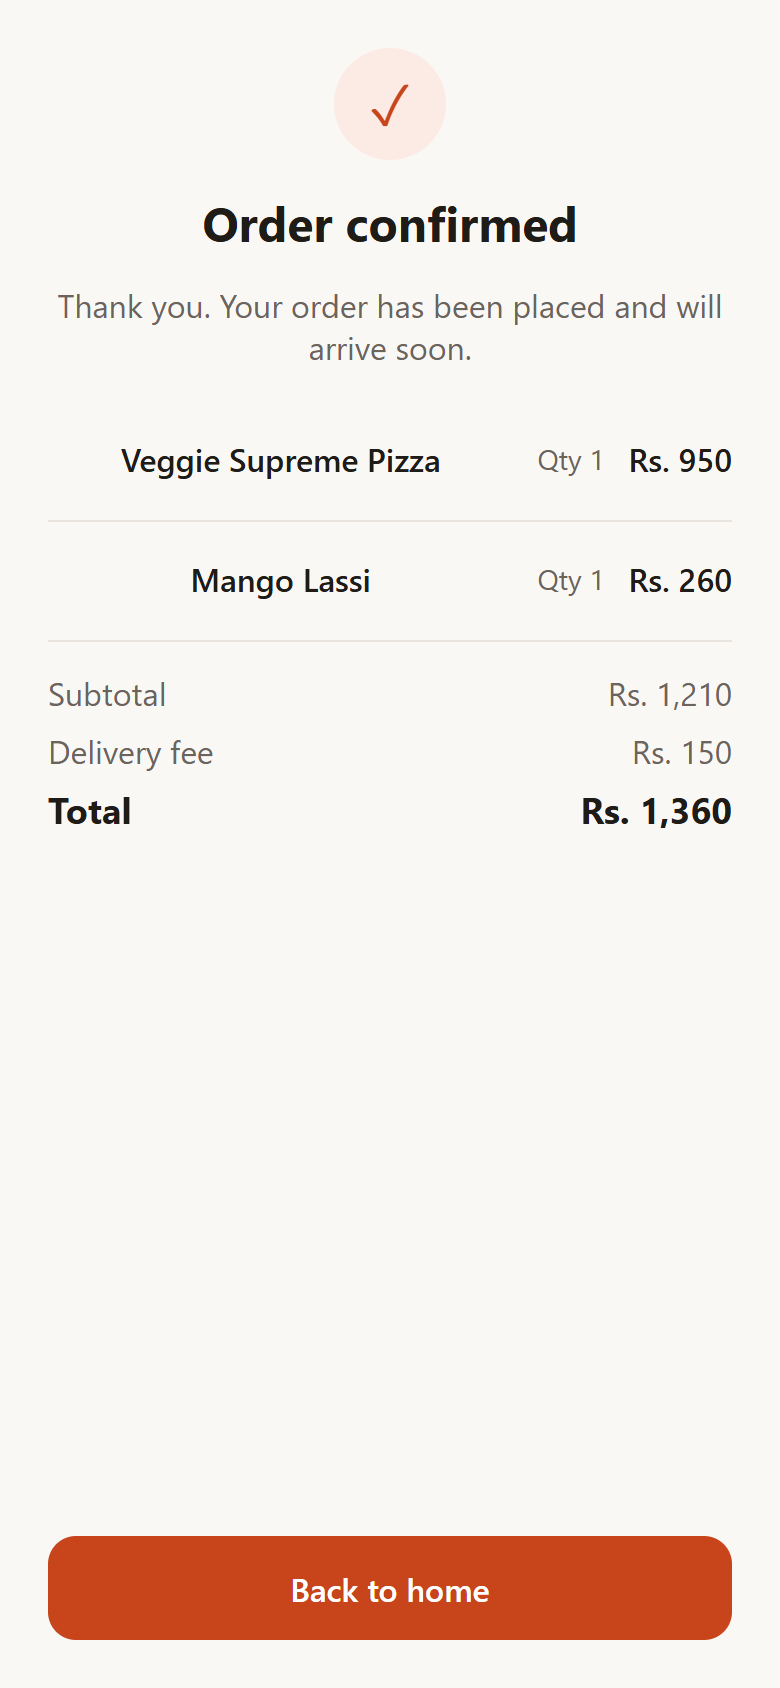 Order confirmed
Thank you. Your order has been placed and will
arrive soon.
Veggie Supreme Pizza Qty 1 Rs. 950
Mango Lassi Qty 1 Rs. 260
Subtotal Rs. 1,210
Delivery fee Rs. 150
Total Rs. 1,360
Back to home